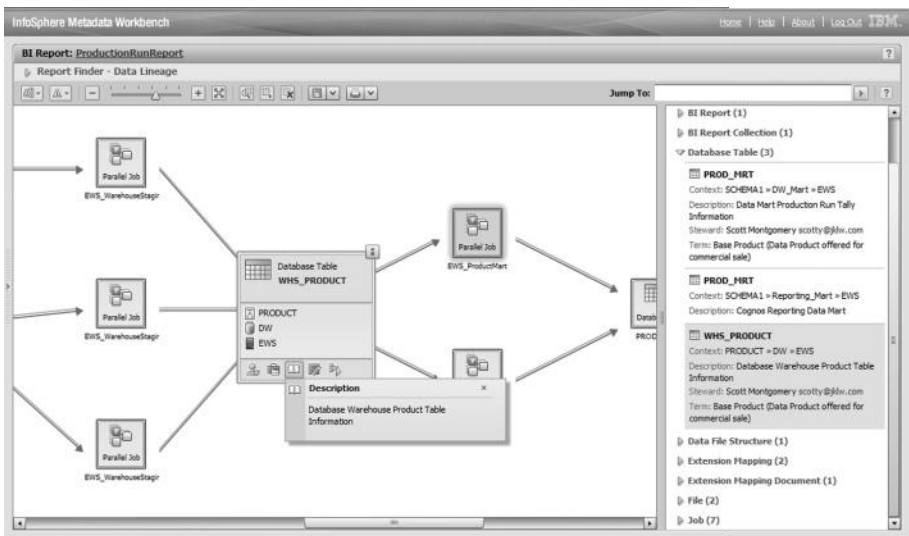 InfoSphere Metadata Workbench
Home | Help | About | Log Out IBM.
BI Report: ProductionRunReport
?
Report Finder - Data Lineage
Jump To:
?
Parallel Job
EWS_WarehouseStagir
Parallel Job
EWS_WarehouseStagir
Parallel Job
EWS_WarehouseStagir
Database Table
WHS_PRODUCT
PRODUCT
DW
EWS
Description
×
Database Warehouse Product Table
Information
Parallel Job
EWS_ProductMart
Datab
PROD
BI Report (1)
BI Report Collection (1)
Database Table (3)
PROD_MRT
Context: SCHEMA1 » DW_Mart » EWS
Description: Data Mart Production Run Tally
Information
Steward: Scott Montgomery scotty@jklw.com
Term: Base Product (Data Product offered for
commercial sale)
PROD_MRT
Context: SCHEMA1 » Reporting_Mart » EWS
Description: Cognos Reporting Data Mart
WHS_PRODUCT
Context: PRODUCT » DW » EWS
Description: Database Warehouse Product Table
Information
Steward: Scott Montgomery scotty@jklw.com
Term: Base Product (Data Product offered for
commercial sale)
Data File Structure (1)
Extension Mapping (2)
Extension Mapping Document (1)
File (2)
Job (7)